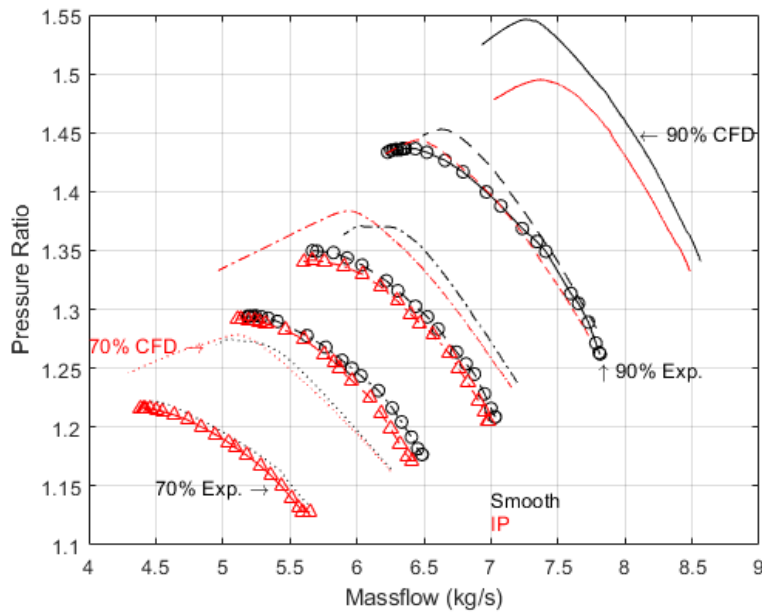 1.55
1.5
1.45
1.4
1.35
1.3
1.25
1.2
1.15
1.1
Pressure Ratio
← 90% CFD
70% CFD →
↑ 90% Exp.
70% Exp. →
Smooth
IP
4 4.5 5 5.5 6 6.5 7 7.5 8 8.5 9
Massflow (kg/s)